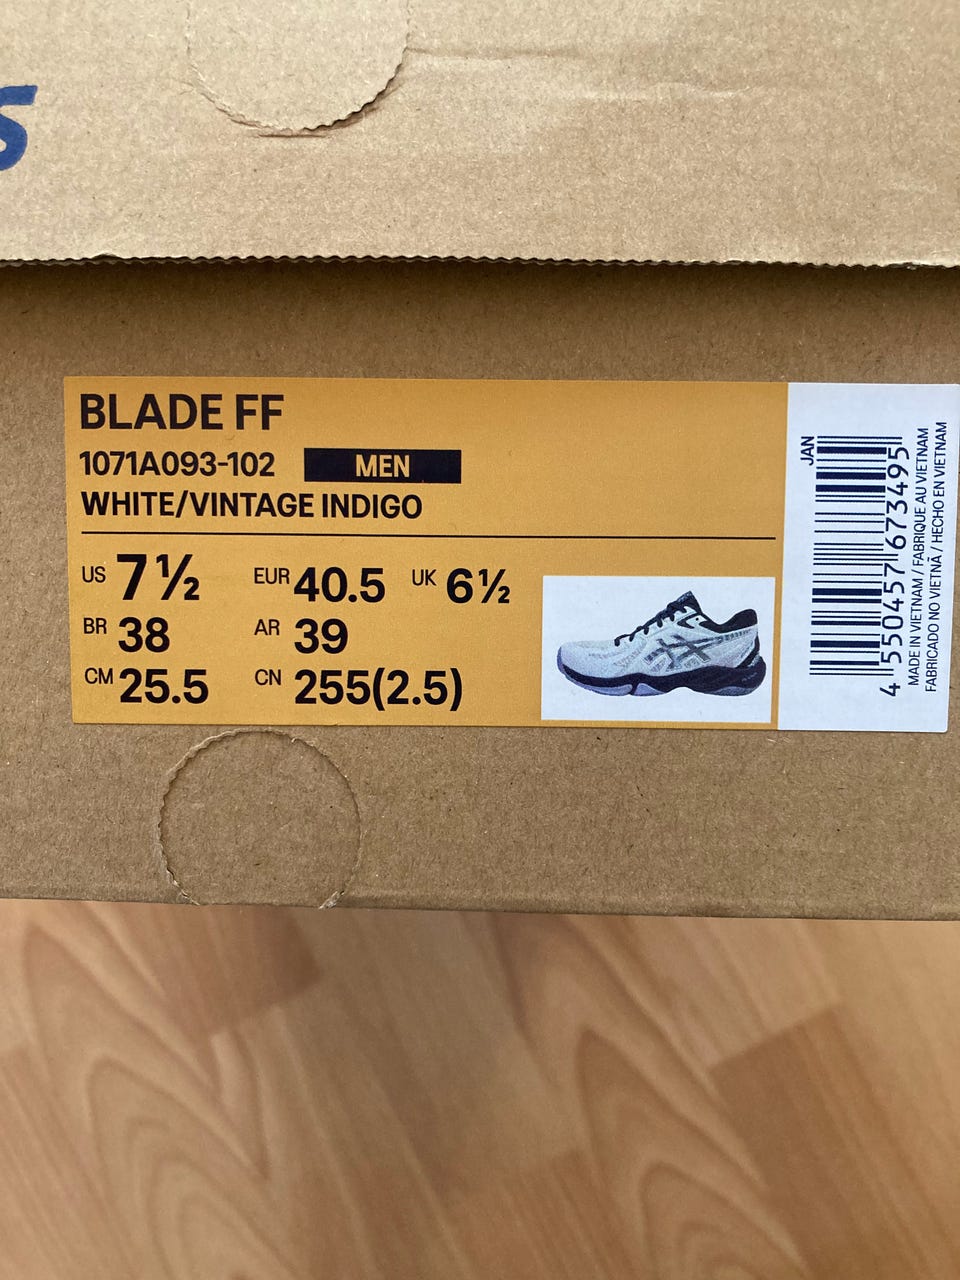 s
BLADE FF
1071A093-102 MEN
WHITE/VINTAGE INDIGO
US 7½ EUR 40.5 UK 6½
BR 38 AR 39
CM 25.5 CN 255(2.5)
JAN
4 550457 673495
MADE IN VIETNAM / FABRIQUE AU VIETNAM
FABRICADO NO VIETNÃ / HECHO EN VIETNAM